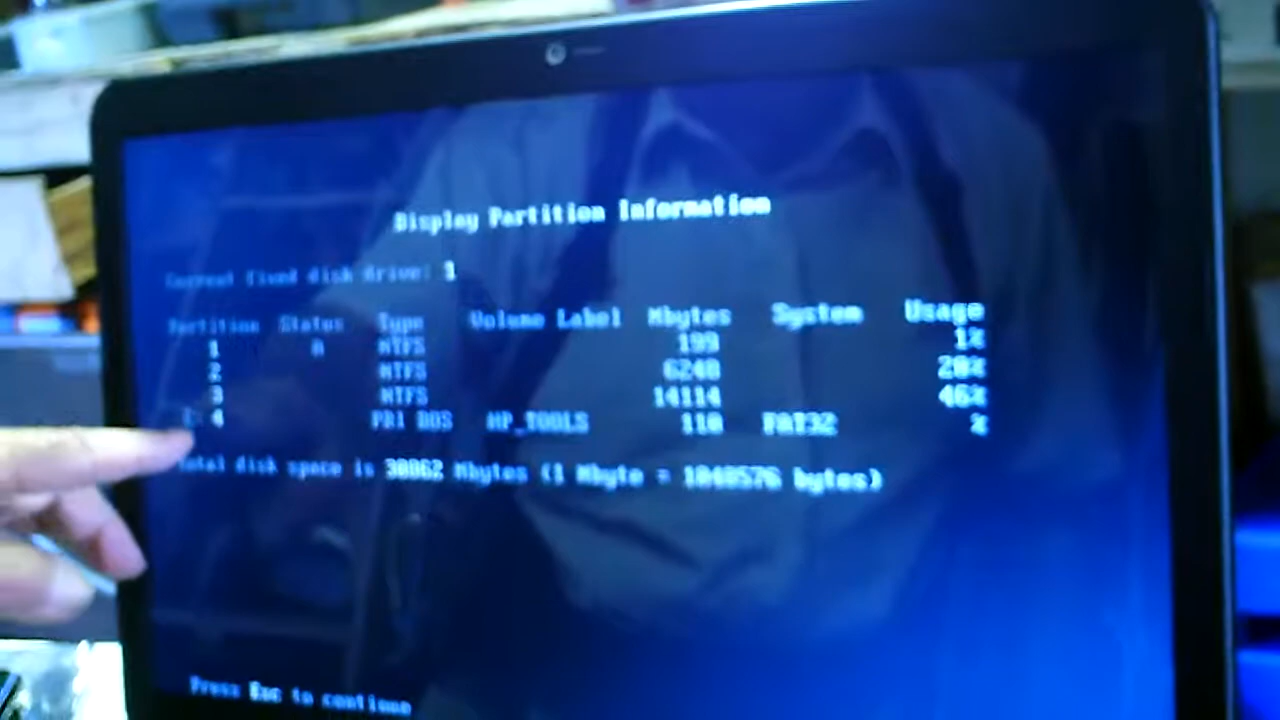 Display Partition Information
Current fixed disk drive: 1
Partition Status Type Volume Label Mbytes System Usage
1 A NTFS 199 1%
2 NTFS 6240 20%
3 NTFS 14114 46%
4 PRI DOS HP_TOOLS 110 FAT32 %
Total disk space is Mbytes (1 Mbyte = 1048576 bytes)
Press Esc to continue